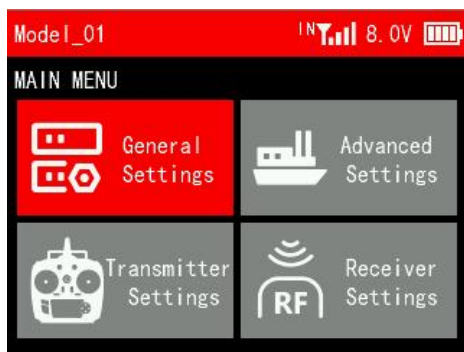 Model_01
IN 8.0V
MAIN MENU
General
Settings
Advanced
Settings
Transmitter
Settings
RF
Receiver
Settings